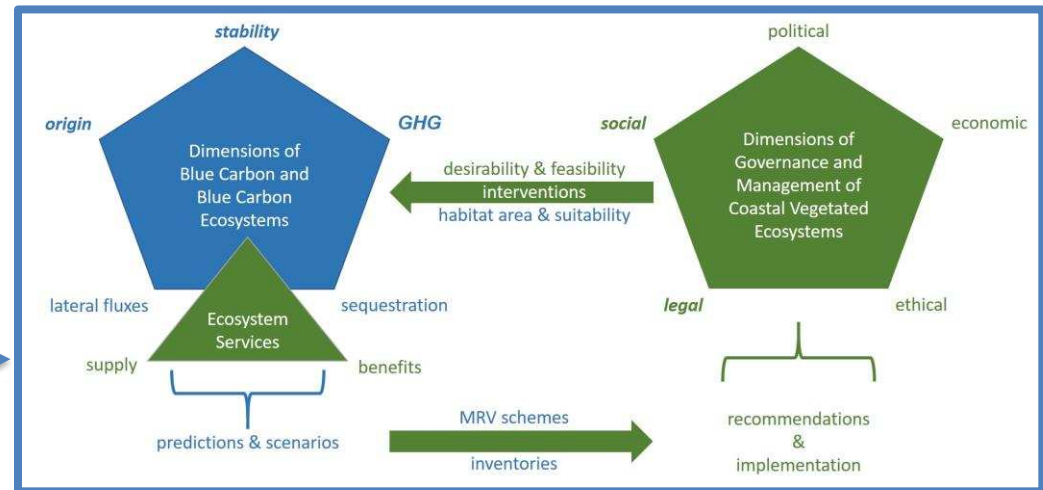 stability
origin
GHG
Dimensions of
Blue Carbon and
Blue Carbon
Ecosystems
lateral fluxes
sequestration
Ecosystem
Services
supply
benefits
predictions & scenarios
desirability & feasibility
interventions
habitat area & suitability
political
social
economic
Dimensions of
Governance and
Management of
Coastal Vegetated
Ecosystems
legal
ethical
MRV schemes
inventories
recommendations
&
implementation